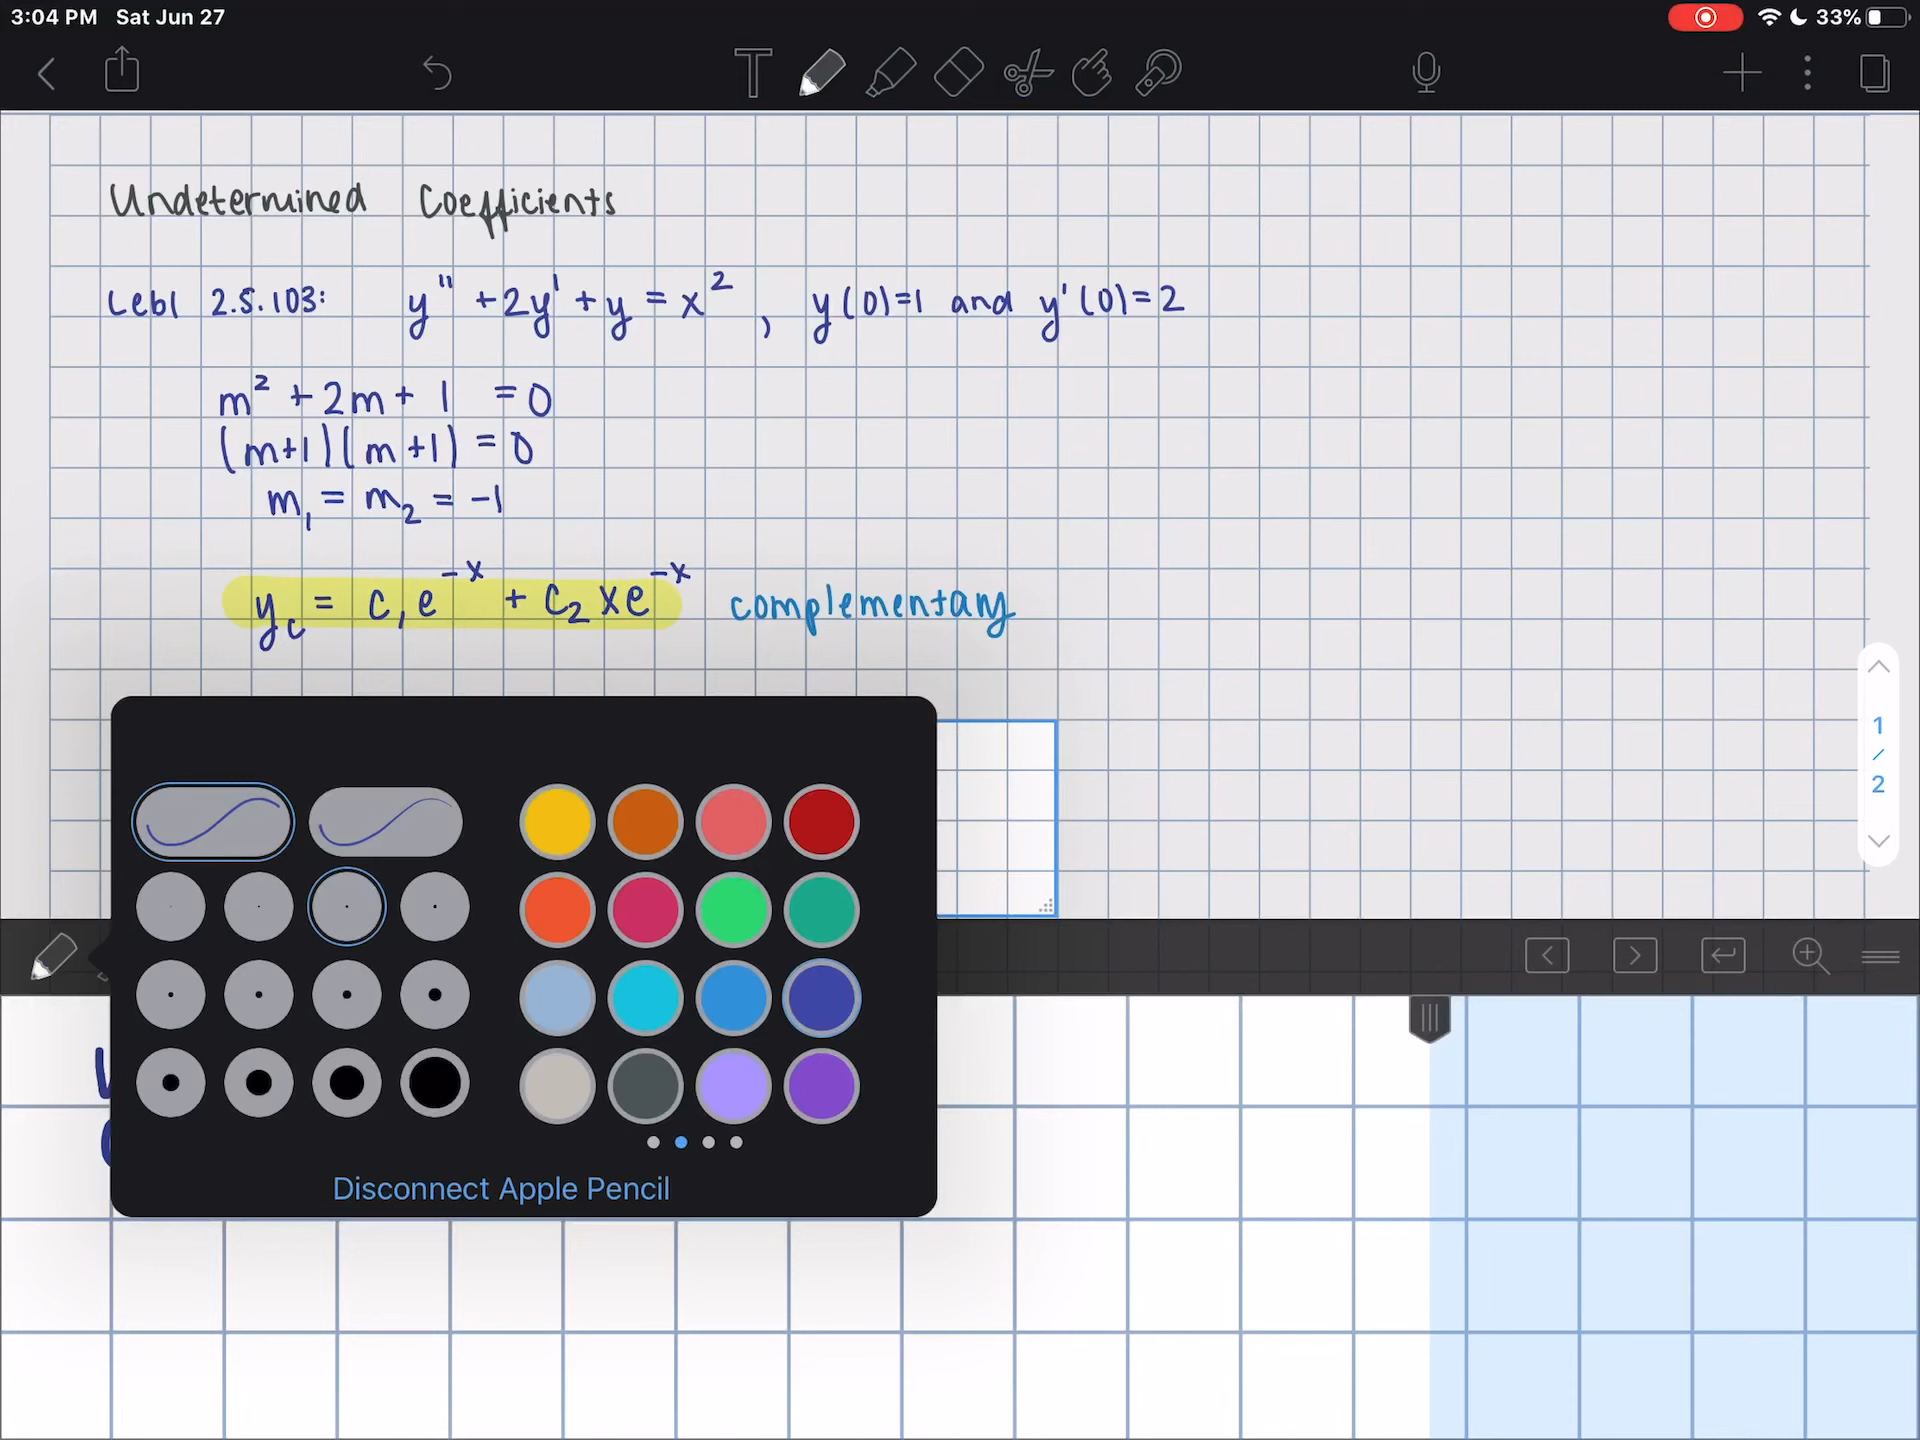 3:04 PM Sat Jun 27 33%
Undetermined Coefficients
Lebl 2.5.103: y'' + 2y' + y = x², y(0)=1 and y'(0)=2
m² + 2m + 1 = 0
(m+1)(m+1) = 0
m₁ = m₂ = -1
y_c = c₁e^{-x} + c₂xe^{-x} complementary
1
/
2
Disconnect Apple Pencil